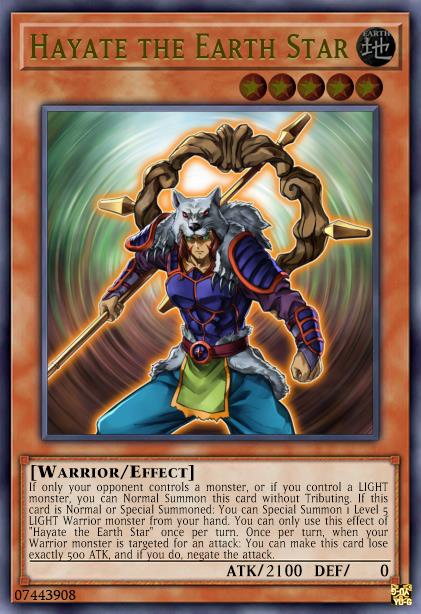 HAYATE THE EARTH STAR
EARTH
地
[WARRIOR/EFFECT]
If only your opponent controls a monster, or if you control a LIGHT
monster, you can Normal Summon this card without Tributing. If this
card is Normal or Special Summoned: You can Special Summon 1 Level 5
LIGHT Warrior monster from your hand. You can only use this effect of
"Hayate the Earth Star" once per turn. Once per turn, when your
Warrior monster is targeted for an attack: You can make this card lose
exactly 500 ATK, and if you do, negate the attack.
ATK/2100 DEF/ 0
07443908